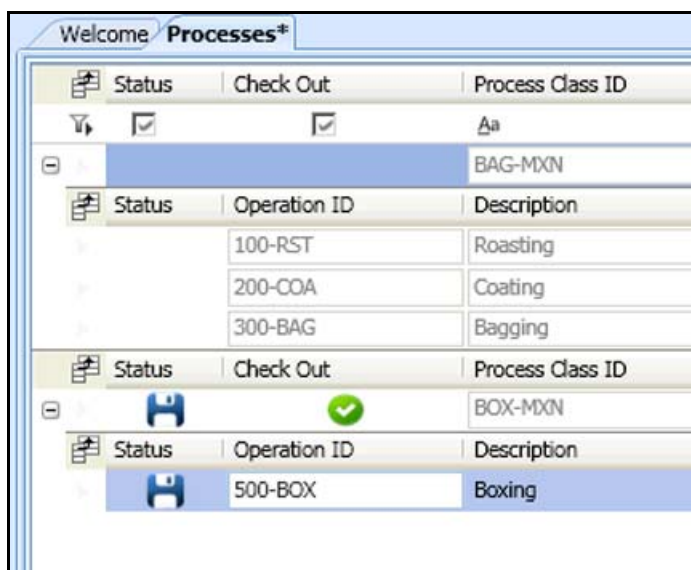 Welcome Processes*
Status Check Out Process Class ID
Aa
BAG-MXN
Status Operation ID Description
100-RST Roasting
200-COA Coating
300-BAG Bagging
Status Check Out Process Class ID
BOX-MXN
Status Operation ID Description
500-BOX Boxing